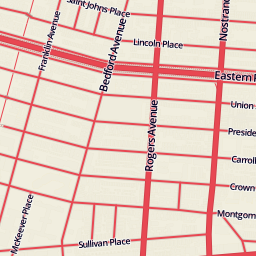 Saint Johns Place
Nostrand
Lincoln Place
Franklin Avenue
Bedford Avenue
Eastern P
Union
Rogers Avenue
Preside
Carroll
Crown
Montgom
McKeever Place
Sullivan Place